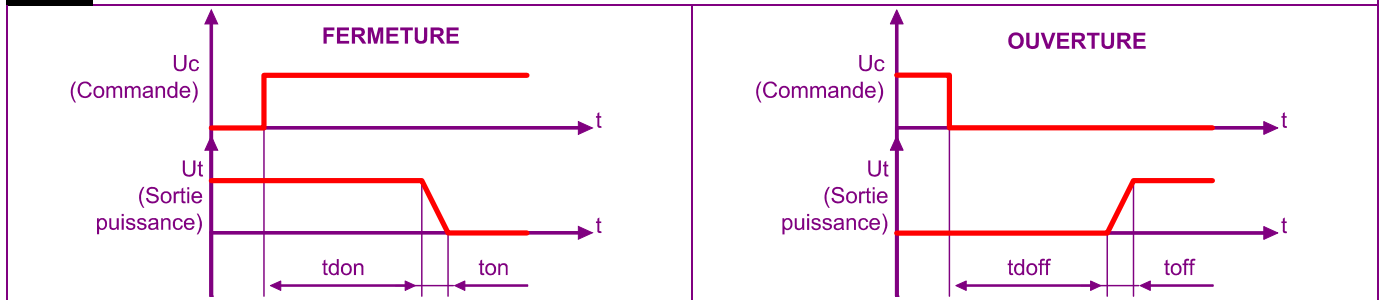 FERMETURE
Uc
(Commande)
t
Ut
(Sortie
puissance)
t
tdon
ton
OUVERTURE
Uc
(Commande)
t
Ut
(Sortie
puissance)
t
tdoff
toff